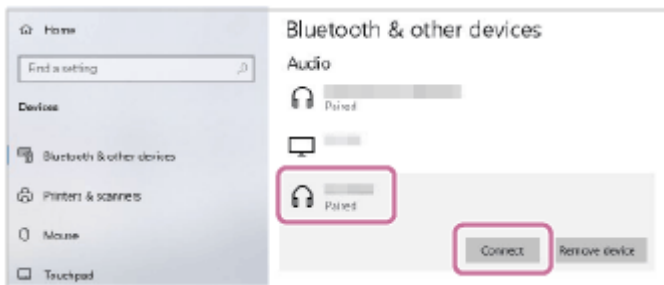 Home
Find a setting
Devices
Bluetooth & other devices
Printers & scanners
Mouse
Touchpad
Bluetooth & other devices
Audio
Paired
Paired
Connect
Remove device